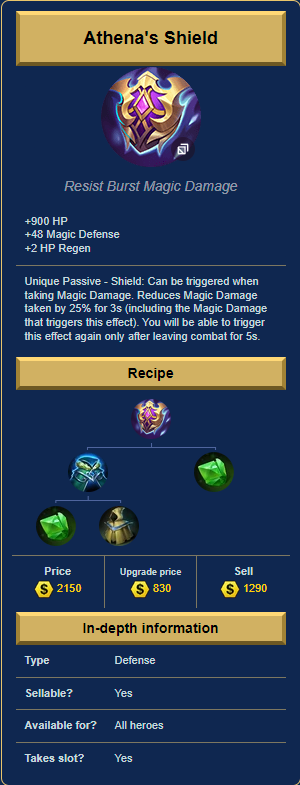 Athena's Shield
Resist Burst Magic Damage
+900 HP
+48 Magic Defense
+2 HP Regen
Unique Passive - Shield: Can be triggered when
taking Magic Damage. Reduces Magic Damage
taken by 25% for 3s (including the Magic Damage
that triggers this effect). You will be able to trigger
this effect again only after leaving combat for 5s.
Recipe
Price Upgrade price Sell
S 2150 S 830 S 1290
In-depth information
Type Defense
Sellable? Yes
Available for? All heroes
Takes slot? Yes